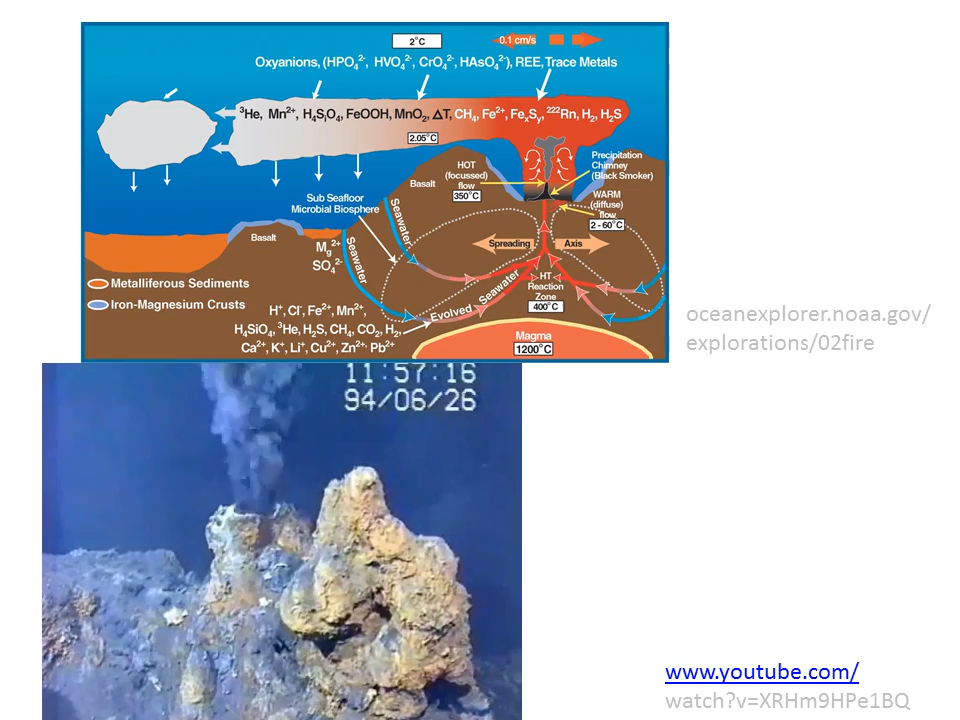 2°C
0.1 cm/s
Oxyanions, (HPO₄²⁻, HVO₄²⁻, CrO₄²⁻, HAsO₄²⁻), REE, Trace Metals
³He, Mn²⁺, H₄SiO₄, FeOOH, MnO₂, ΔT, CH₄, Fe²⁺, FeₓSᵧ, ²²²Rn, H₂, H₂S
2.05°C
HOT
(focussed)
flow
350°C
Precipitation
Chimney
(Black Smoker)
Basalt
WARM
(diffuse)
flow
2 - 60°C
Sub Seafloor
Microbial Biosphere
Seawater
Basalt
Seawater
Mg²⁺
SO₄²⁻
Spreading Axis
Metalliferous Sediments
Iron-Magnesium Crusts
HT
Reaction
Zone
400°C
Evolved Seawater
H⁺, Cl⁻, Fe²⁺, Mn²⁺,
H₄SiO₄, ³He, H₂S, CH₄, CO₂, H₂,
Ca²⁺, K⁺, Li⁺, Cu²⁺, Zn²⁺, Pb²⁺
Magma
1200°C
oceanexplorer.noaa.gov/
explorations/02fire
11:57:16
94/06/26
www.youtube.com/
watch?v=XRHm9HPe1BQ